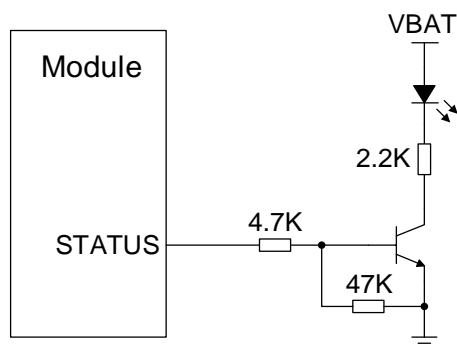 VBAT
Module
2.2K
4.7K
STATUS
47K